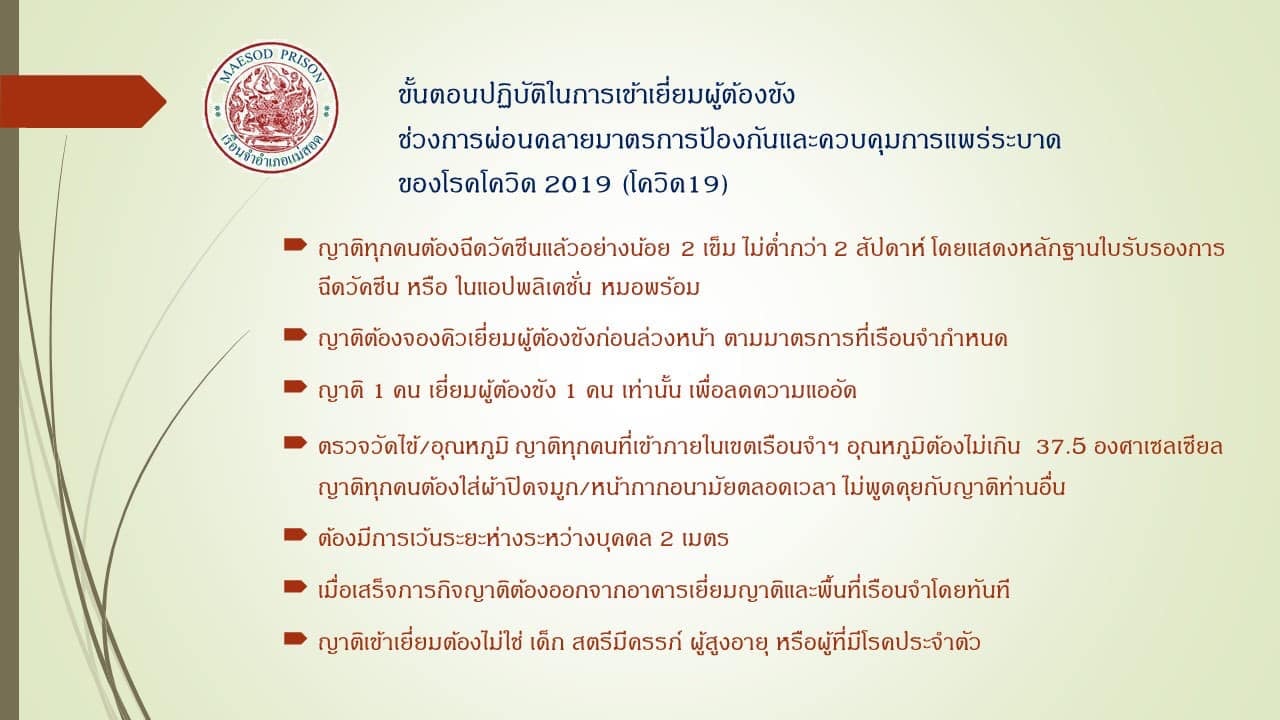 MAESOD PRISON
เรือนจำอำเภอแม่สอด
ขั้นตอนปฏิบัติในการเข้าเยี่ยมผู้ต้องขัง
ช่วงการผ่อนคลายมาตรการป้องกันและควบคุมการแพร่ระบาด
ของโรคโควิด 2019 (โควิด19)
ญาติทุกคนต้องฉีดวัคซีนแล้วอย่างน้อย 2 เข็ม ไม่ต่ำกว่า 2 สัปดาห์ โดยแสดงหลักฐานใบรับรองการ
ฉีดวัคซีน หรือ ในแอปพลิเคชั่น หมอพร้อม
ญาติต้องจองคิวเยี่ยมผู้ต้องขังก่อนล่วงหน้า ตามมาตรการที่เรือนจำกำหนด
ญาติ 1 คน เยี่ยมผู้ต้องขัง 1 คน เท่านั้น เพื่อลดความแออัด
ตรวจวัดไข้/อุณหภูมิ ญาติทุกคนที่เข้าภายในเขตเรือนจำฯ อุณหภูมิต้องไม่เกิน 37.5 องศาเซลเซียล
ญาติทุกคนต้องใส่ผ้าปิดจมูก/หน้ากากอนามัยตลอดเวลา ไม่พูดคุยกับญาติท่านอื่น
ต้องมีการเว้นระยะห่างระหว่างบุคคล 2 เมตร
เมื่อเสร็จภารกิจญาติต้องออกจากอาคารเยี่ยมญาติและพื้นที่เรือนจำโดยทันที
ญาติเข้าเยี่ยมต้องไม่ใช่ เด็ก สตรีมีครรภ์ ผู้สูงอายุ หรือผู้ที่มีโรคประจำตัว